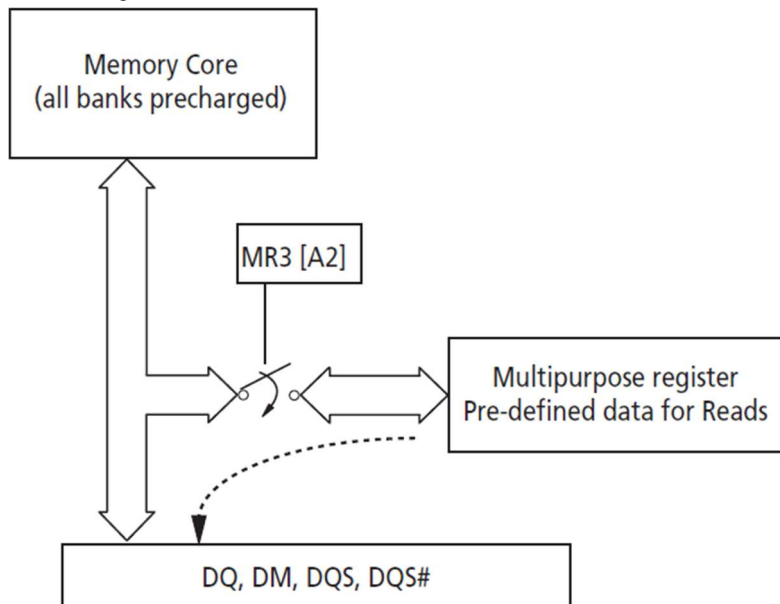 Memory Core
(all banks precharged)
MR3 [A2]
Multipurpose register
Pre-defined data for Reads
DQ, DM, DQS, DQS#